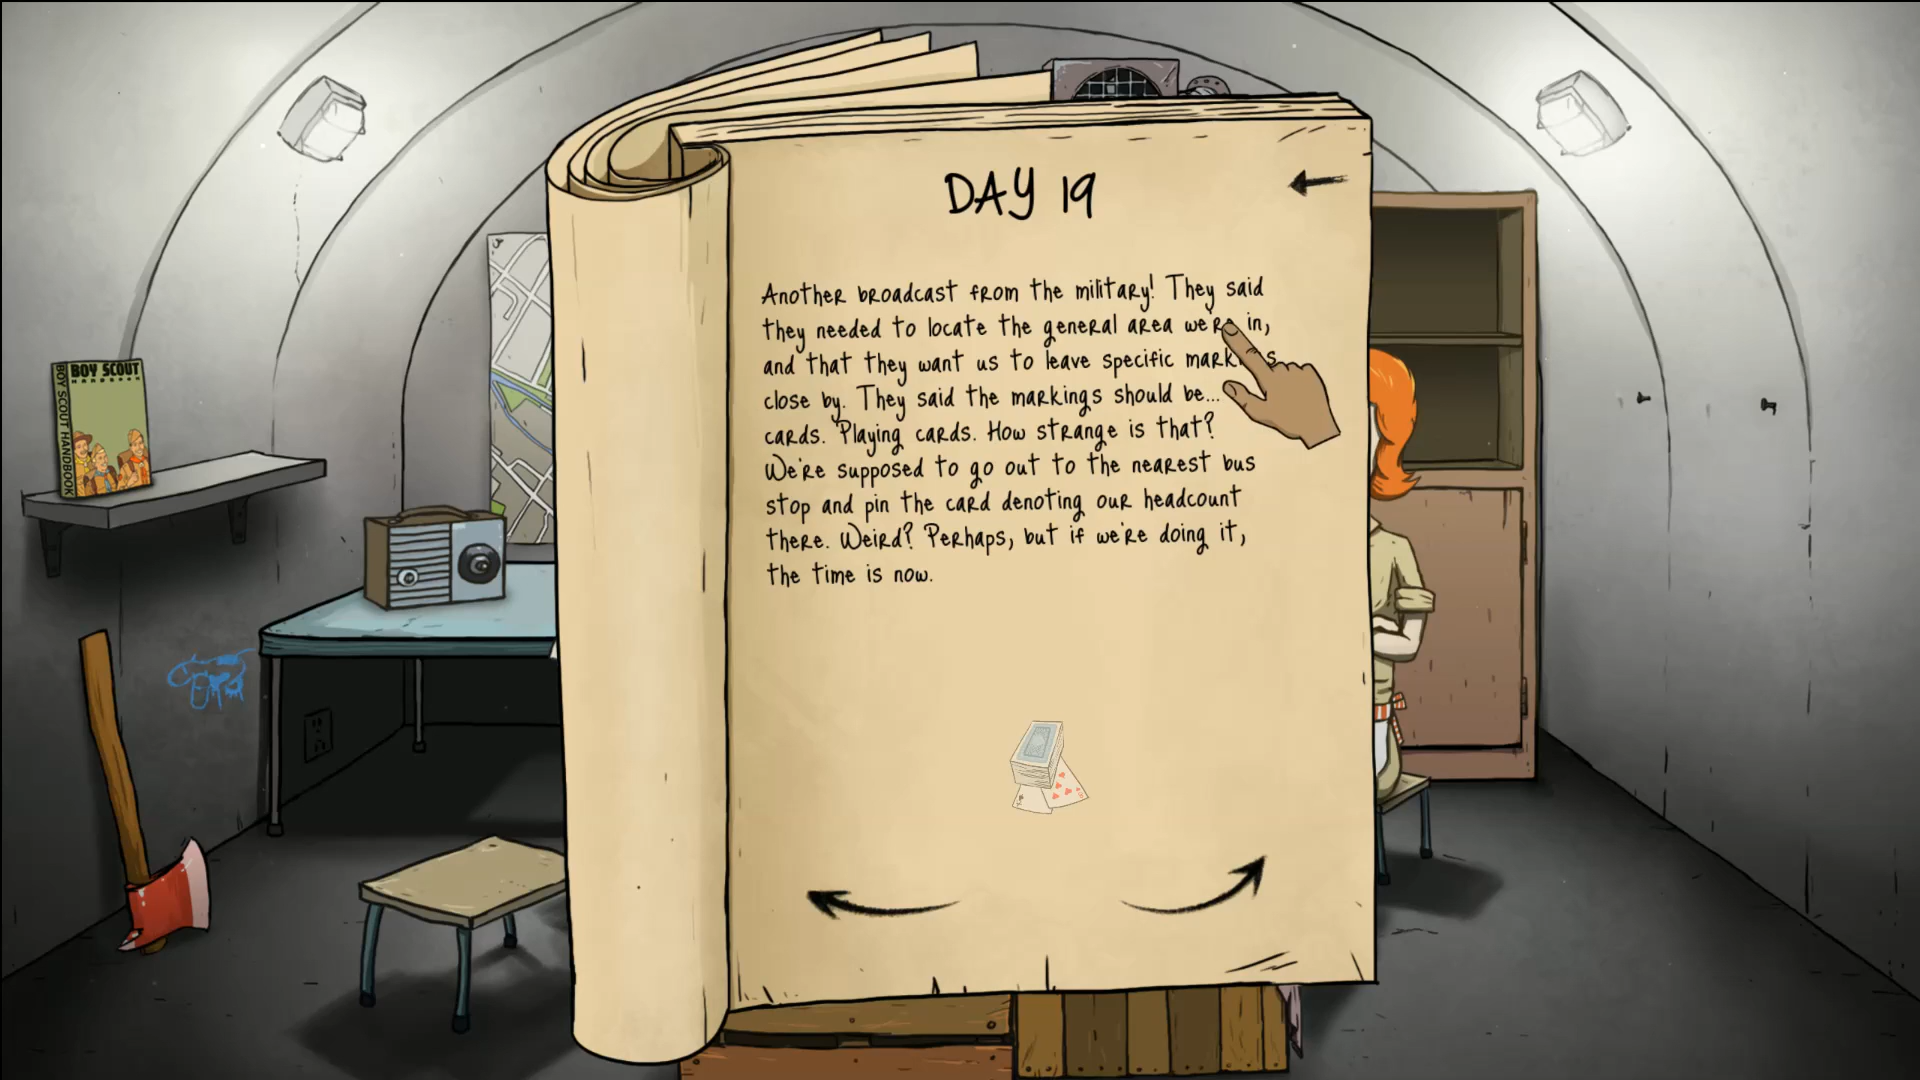 DAY 19
Another broadcast from the military! They said
they needed to locate the general area we're in,
and that they want us to leave specific
close by. They said the markings should be...
cards. Playing cards. How strange is that?
We're supposed to go out to the nearest bus
stop and pin the card denoting our headcount
there. Weird? Perhaps, but if we're doing it,
the time is now.
BOY SCOUT
HANDBOOK
BOY SCOUT HANDBOOK